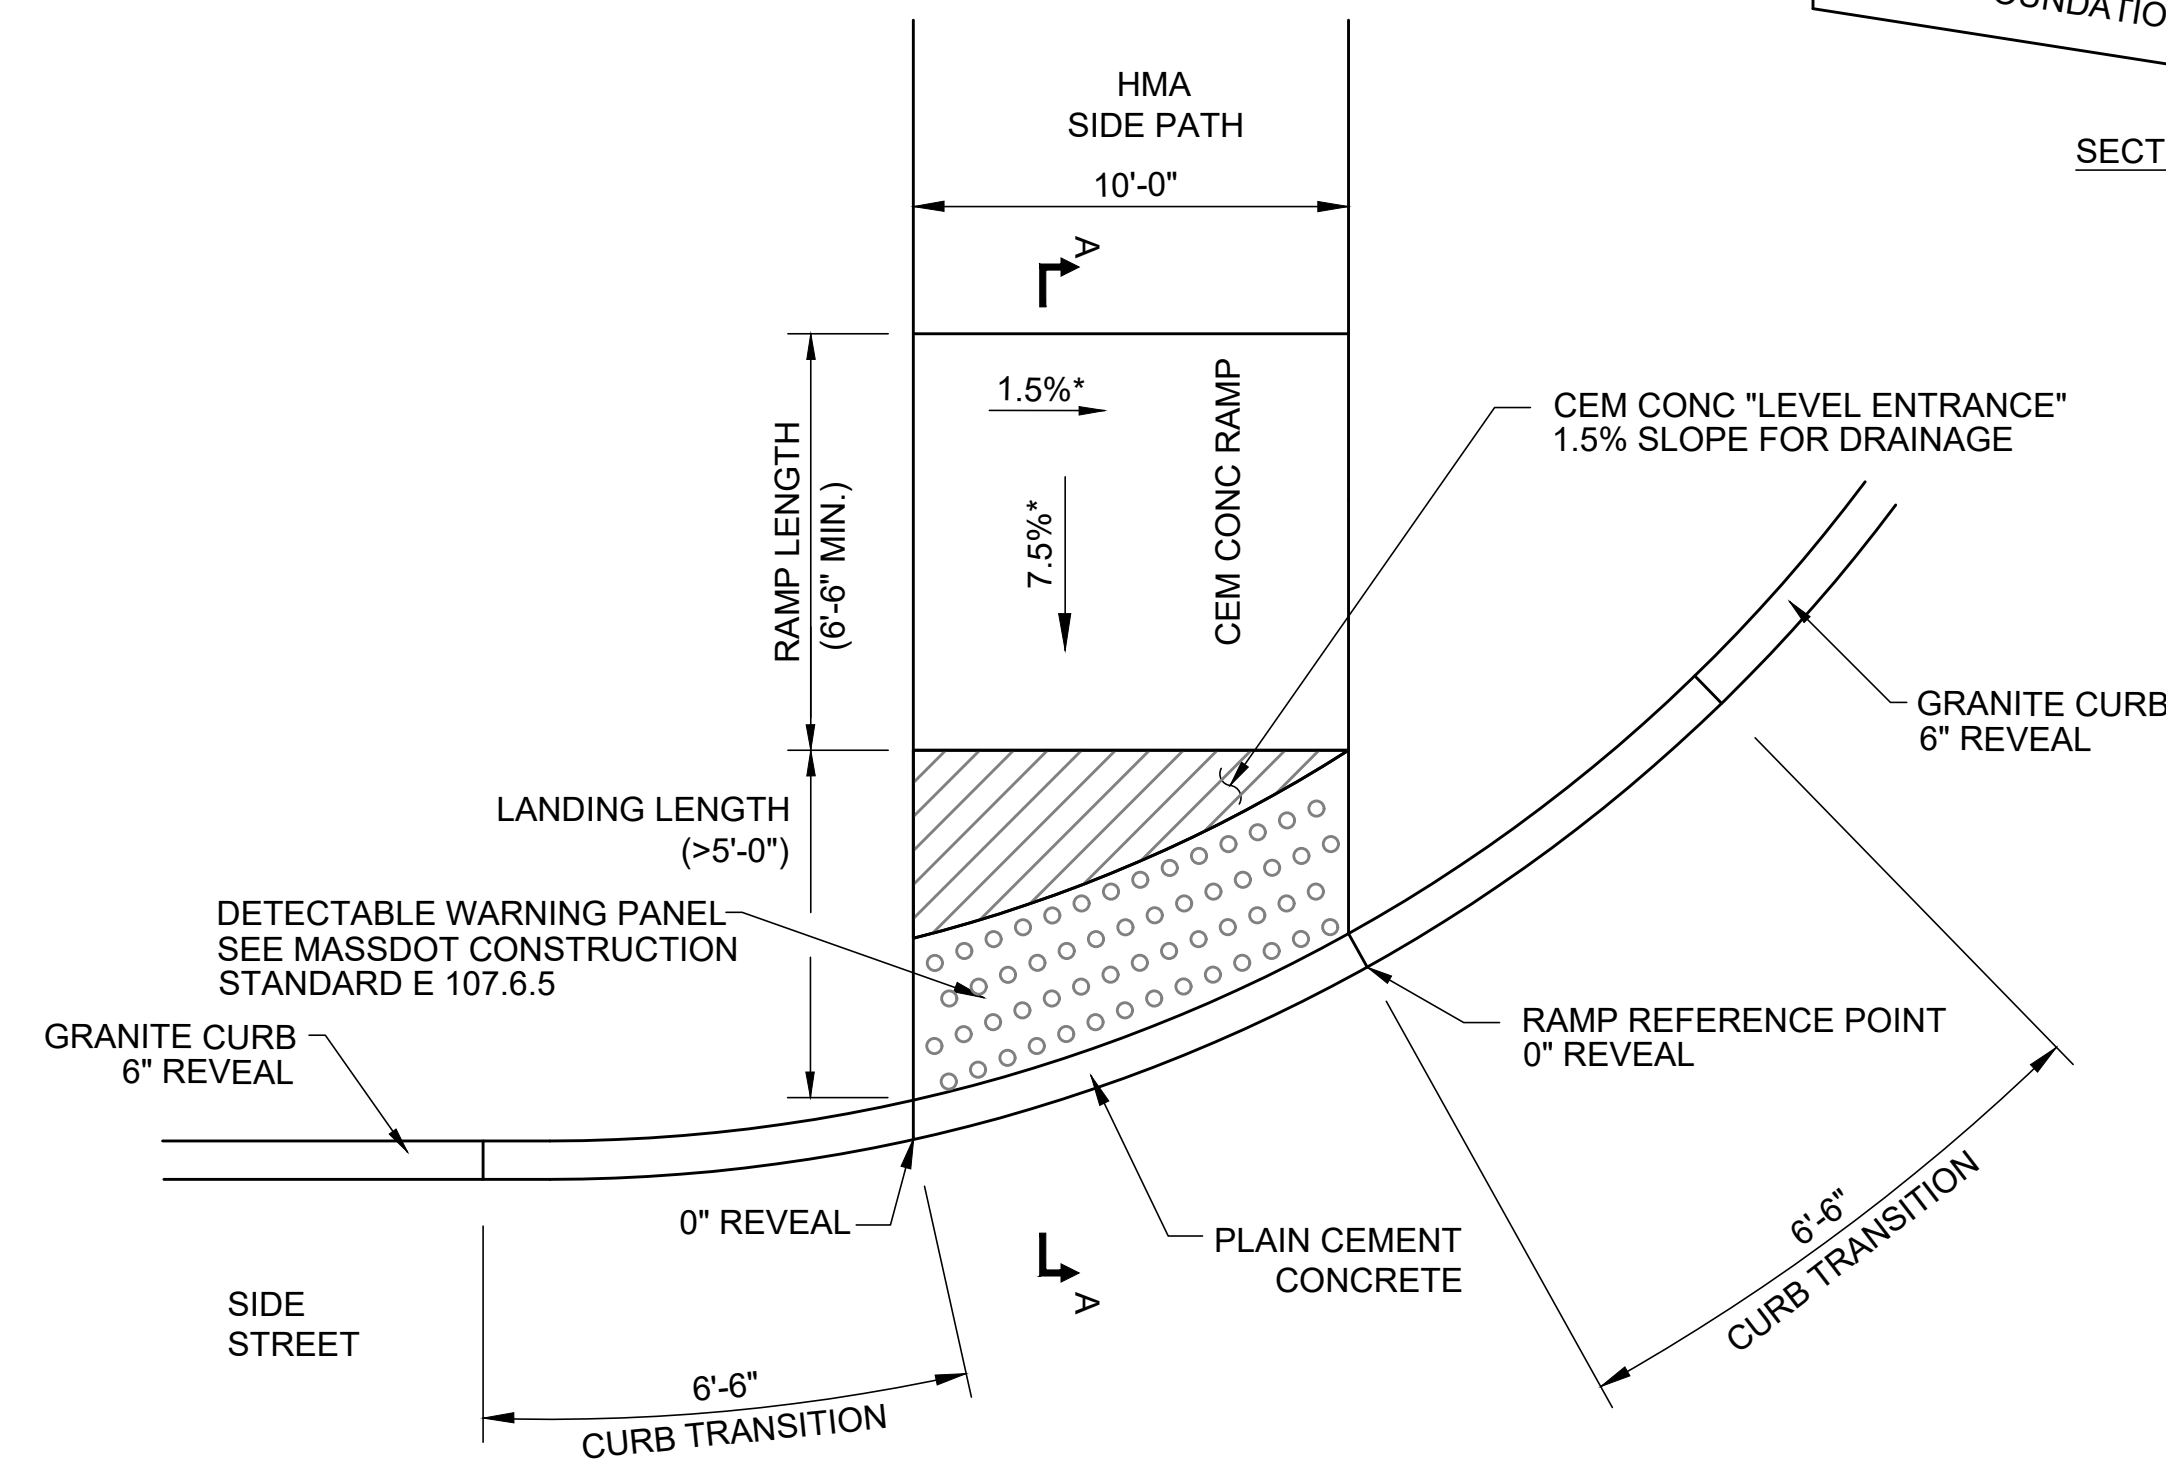 OUNDATIO
SECT
HMA
SIDE PATH
10'-0"
A
1.5%*
7.5%*
CEM CONC RAMP
RAMP LENGTH
(6'-6" MIN.)
CEM CONC "LEVEL ENTRANCE"
1.5% SLOPE FOR DRAINAGE
GRANITE CURB
6" REVEAL
LANDING LENGTH
(>5'-0")
DETECTABLE WARNING PANEL
SEE MASSDOT CONSTRUCTION
STANDARD E 107.6.5
GRANITE CURB
6" REVEAL
RAMP REFERENCE POINT
0" REVEAL
0" REVEAL
PLAIN CEMENT
CONCRETE
A
SIDE
STREET
6'-6"
CURB TRANSITION
6'-6"
CURB TRANSITION